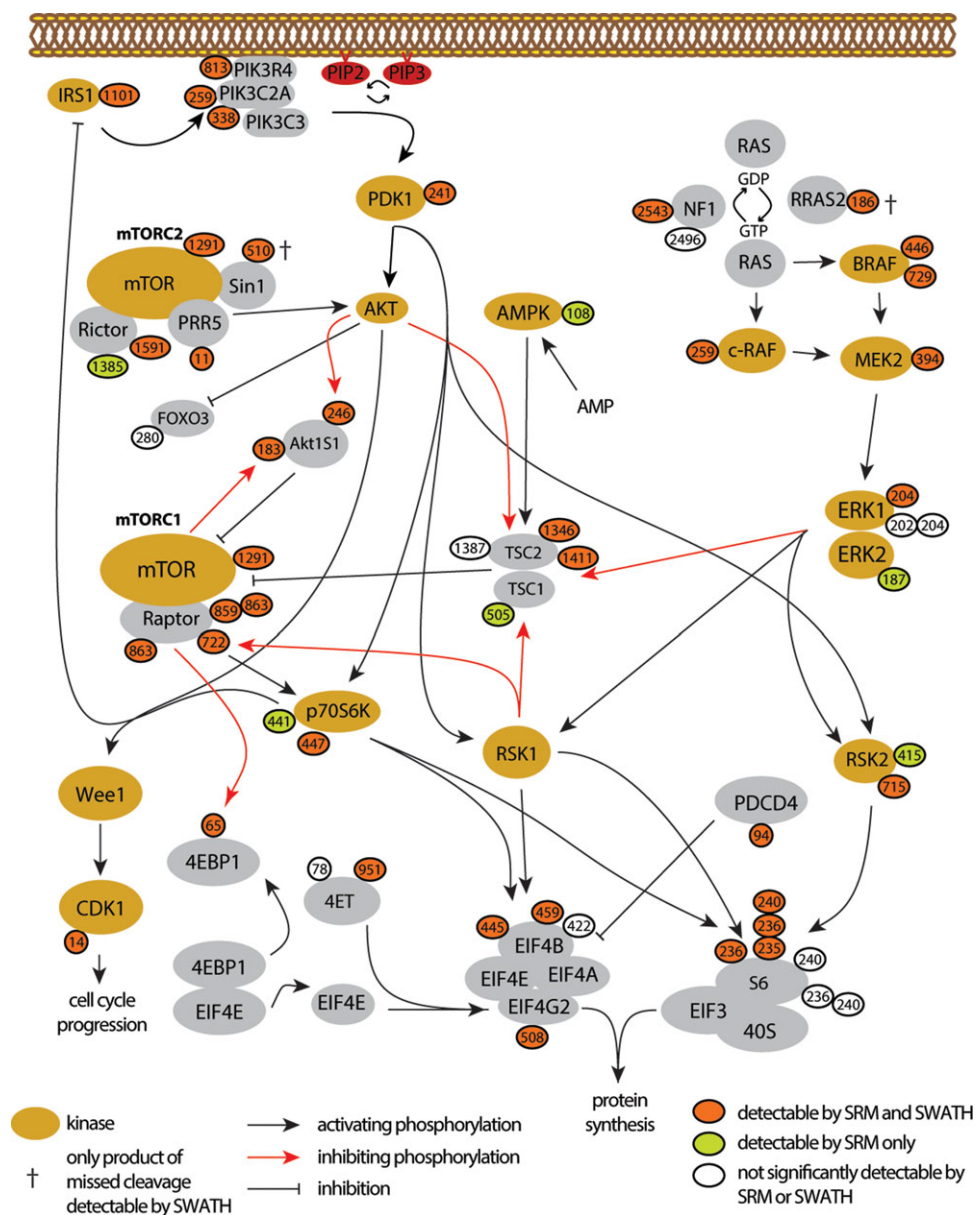 813
PIK3R4
PIP2
PIP3
IRS1
1101
259
PIK3C2A
338
PIK3C3
RAS
GDP
PDK1
241
2543
NF1
RRAS2
186
†
2496
GTP
mTORC2
1291
510
†
RAS
BRAF
446
729
mTOR
Sin1
AKT
AMPK
108
Rictor
PRR5
1591
1385
11
259
c-RAF
MEK2
394
AMP
FOXO3
280
246
183
Akt1S1
mTORC1
ERK1
204
202
204
ERK2
187
mTOR
1291
1387
TSC2
1346
1411
TSC1
505
Raptor
859
863
863
722
441
p70S6K
447
RSK1
RSK2
415
715
Wee1
PDCD4
94
65
4EBP1
78
951
4ET
CDK1
14
445
459
422
EIF4B
240
236
236
235
240
4EBP1
EIF4E
EIF4A
S6
236
240
cell cycle
progression
EIF4E
EIF4E
EIF4G2
EIF3
40S
508
protein
synthesis
kinase
† only product of
missed cleavage
detectable by SWATH
activating phosphorylation
inhibiting phosphorylation
inhibition
detectable by SRM and SWATH
detectable by SRM only
not significantly detectable by
SRM or SWATH